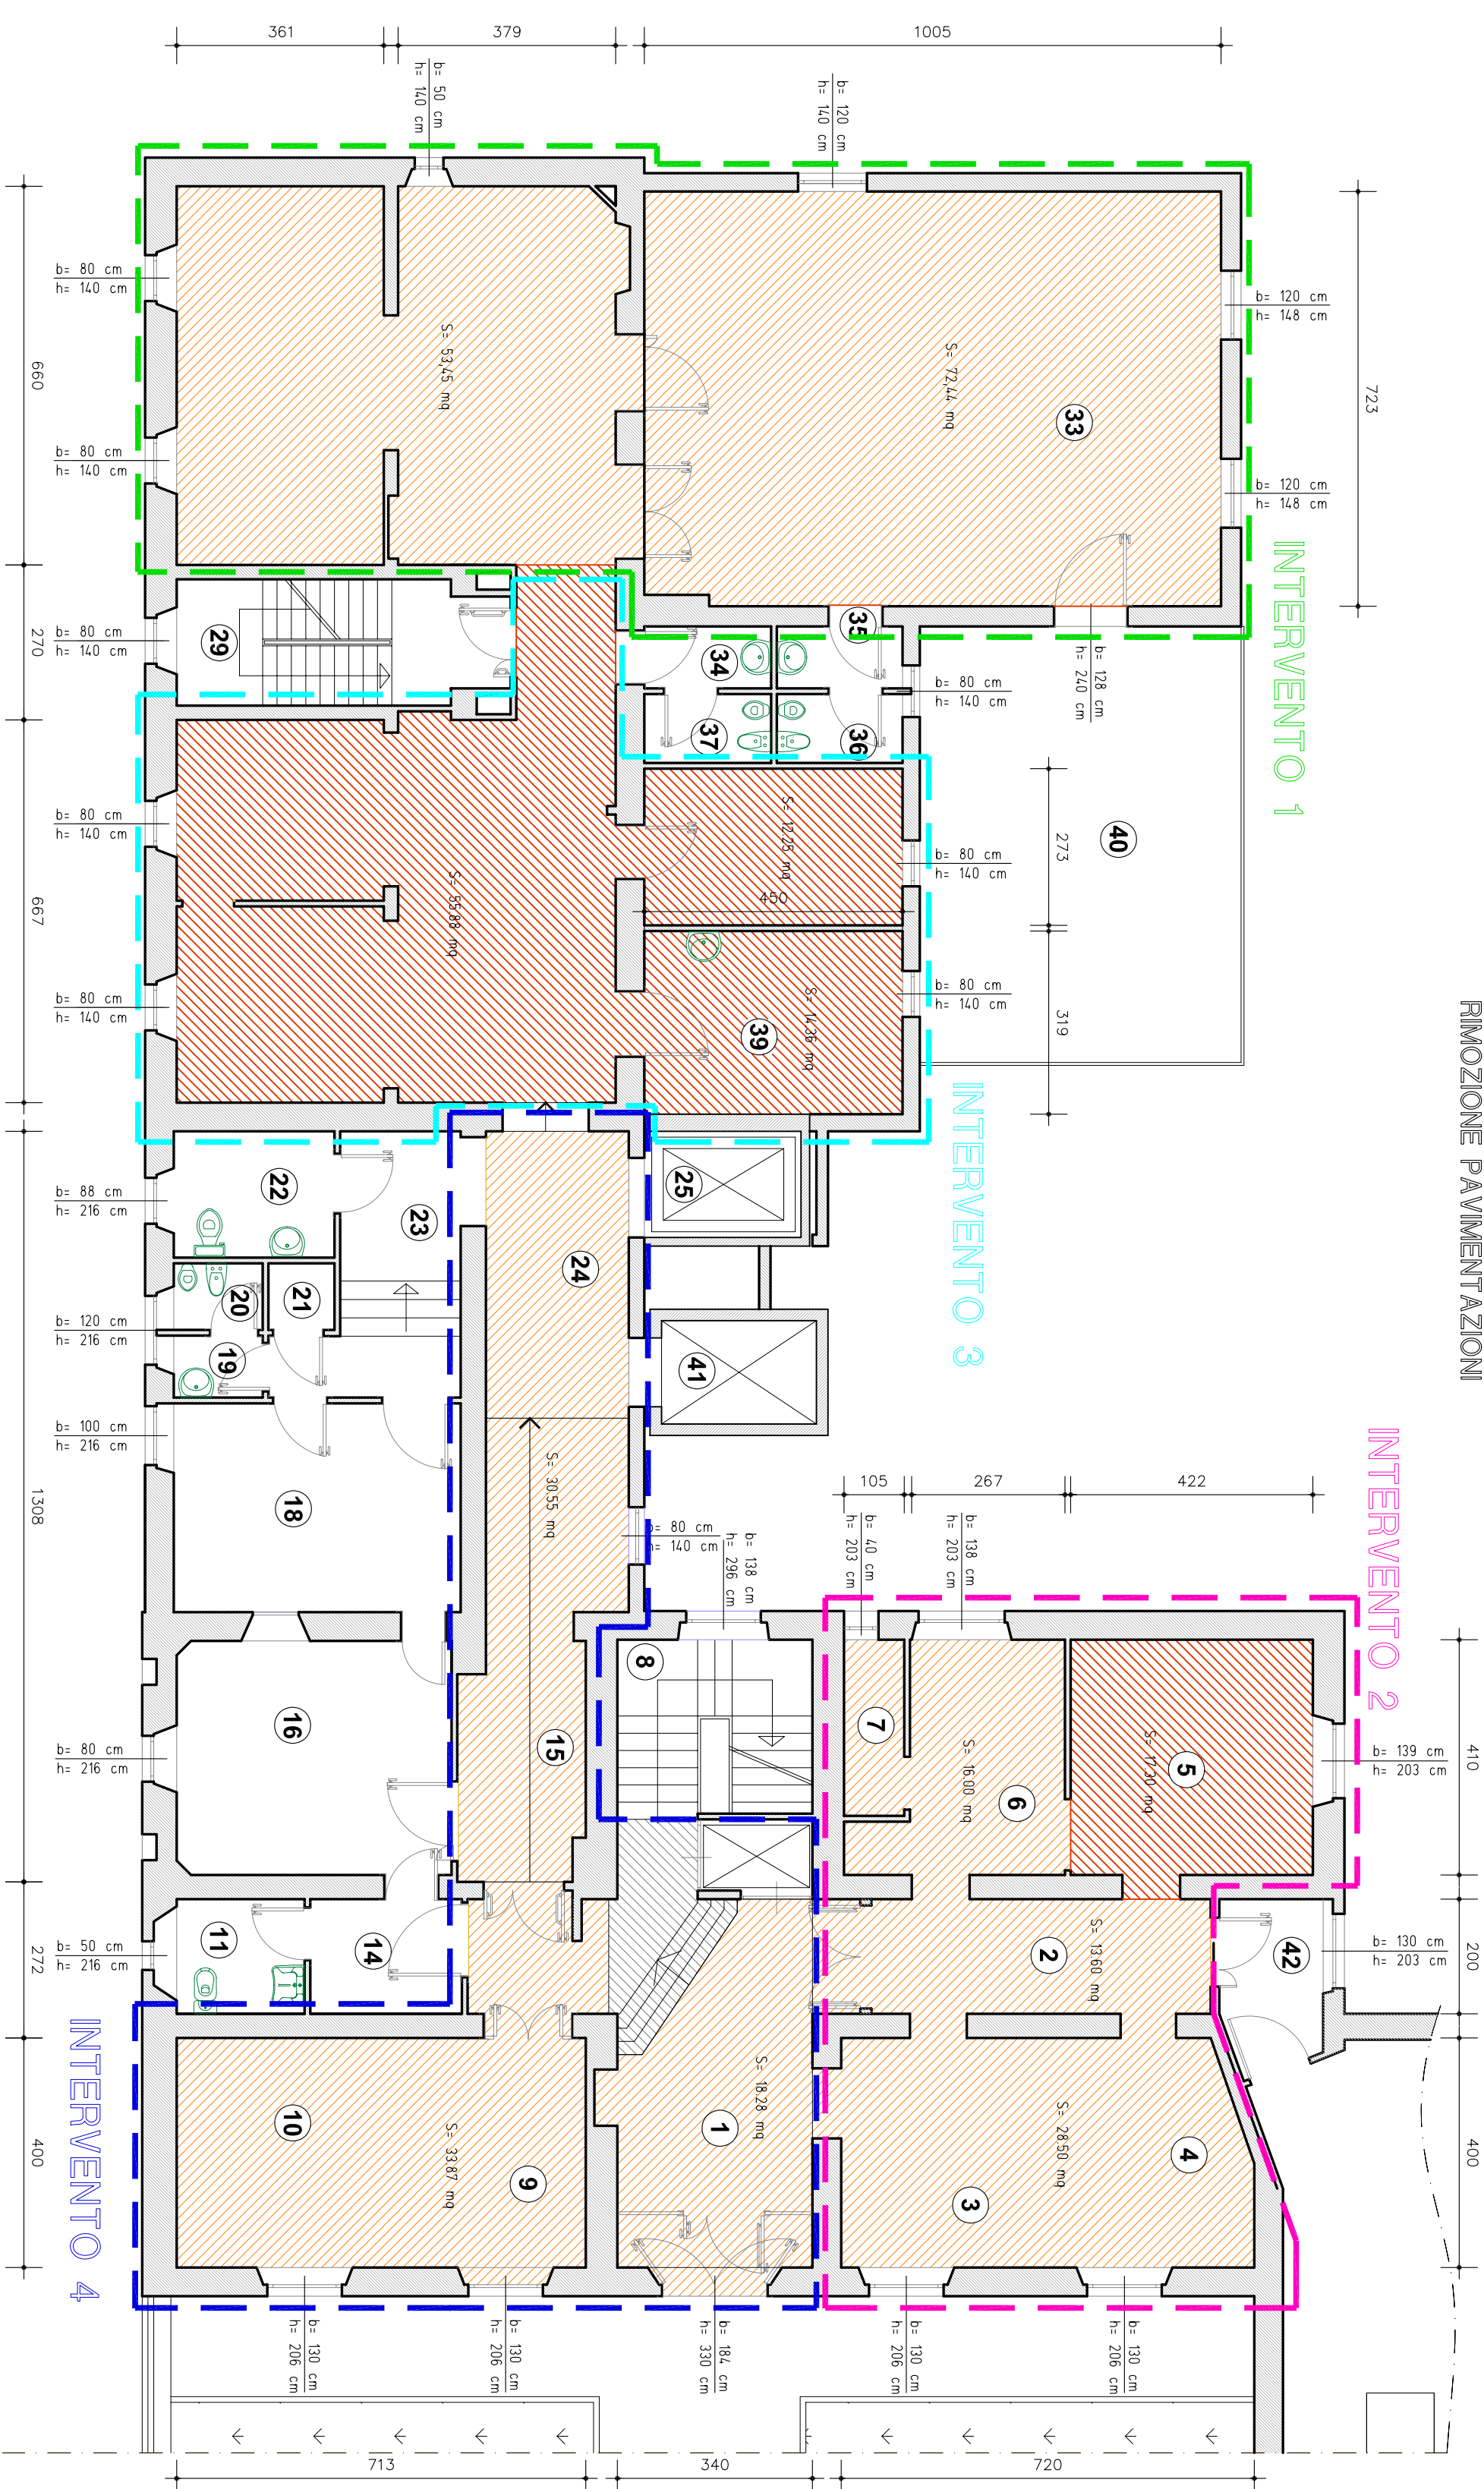 RIMOZIONE PAVIMENTAZIONI
INTERVENTO 1
INTERVENTO 2
INTERVENTO 3
INTERVENTO 4
361
379
1005
723
660
270
667
1308
272
400
273
319
450
105
267
422
410
200
400
713
340
720
b= 50 cm
h= 140 cm
b= 120 cm
h= 140 cm
b= 120 cm
h= 148 cm
b= 120 cm
h= 148 cm
b= 80 cm
h= 140 cm
b= 80 cm
h= 140 cm
b= 80 cm
h= 140 cm
b= 80 cm
h= 140 cm
b= 80 cm
h= 140 cm
b= 128 cm
h= 240 cm
b= 80 cm
h= 140 cm
b= 80 cm
h= 140 cm
b= 80 cm
h= 140 cm
b= 88 cm
h= 216 cm
b= 120 cm
h= 216 cm
b= 100 cm
h= 216 cm
b= 80 cm
h= 216 cm
b= 50 cm
h= 216 cm
b= 80 cm
h= 140 cm
b= 138 cm
h= 296 cm
b= 40 cm
h= 203 cm
b= 138 cm
h= 203 cm
b= 139 cm
h= 203 cm
b= 130 cm
h= 203 cm
b= 130 cm
h= 206 cm
b= 130 cm
h= 206 cm
b= 184 cm
h= 330 cm
b= 130 cm
h= 206 cm
b= 130 cm
h= 206 cm
S= 53,45 mq
S= 72,44 mq
S= 12.25 mq
S= 55.88 mq
S= 14.36 mq
S= 30.55 mq
S= 16.00 mq
S= 17.30 mq
S= 13.60 mq
S= 18.28 mq
S= 28.50 mq
S= 33.87 mq
33
35
34
29
37
36
40
39
25
22
23
24
20
21
19
41
18
8
16
15
7
6
5
11
14
2
42
10
9
1
3
4